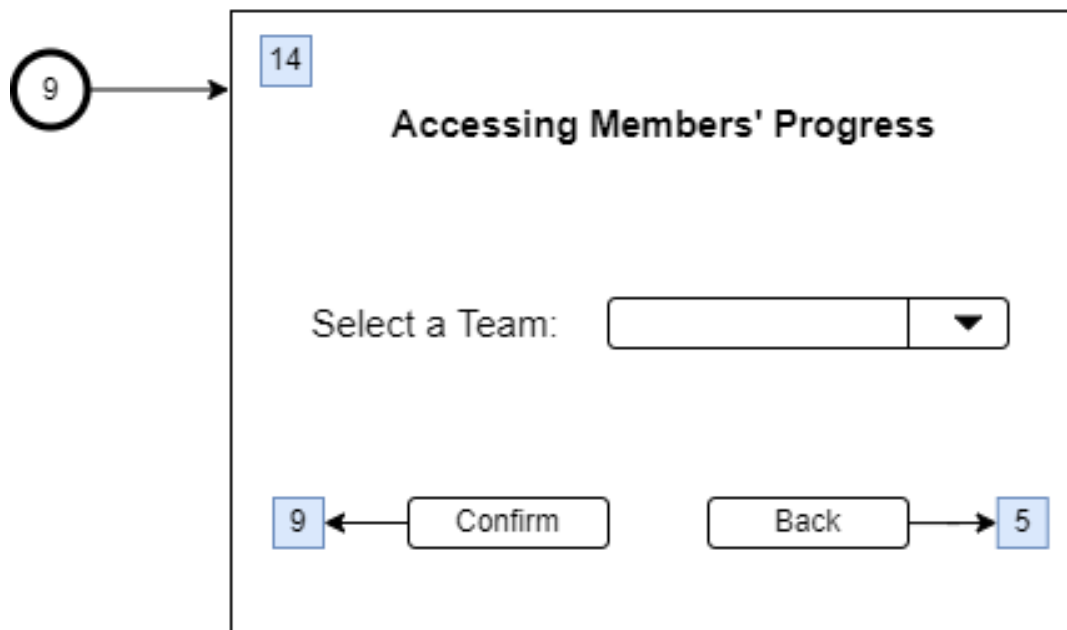 14
9
Accessing Members' Progress
Select a Team:
9 Confirm Back 5